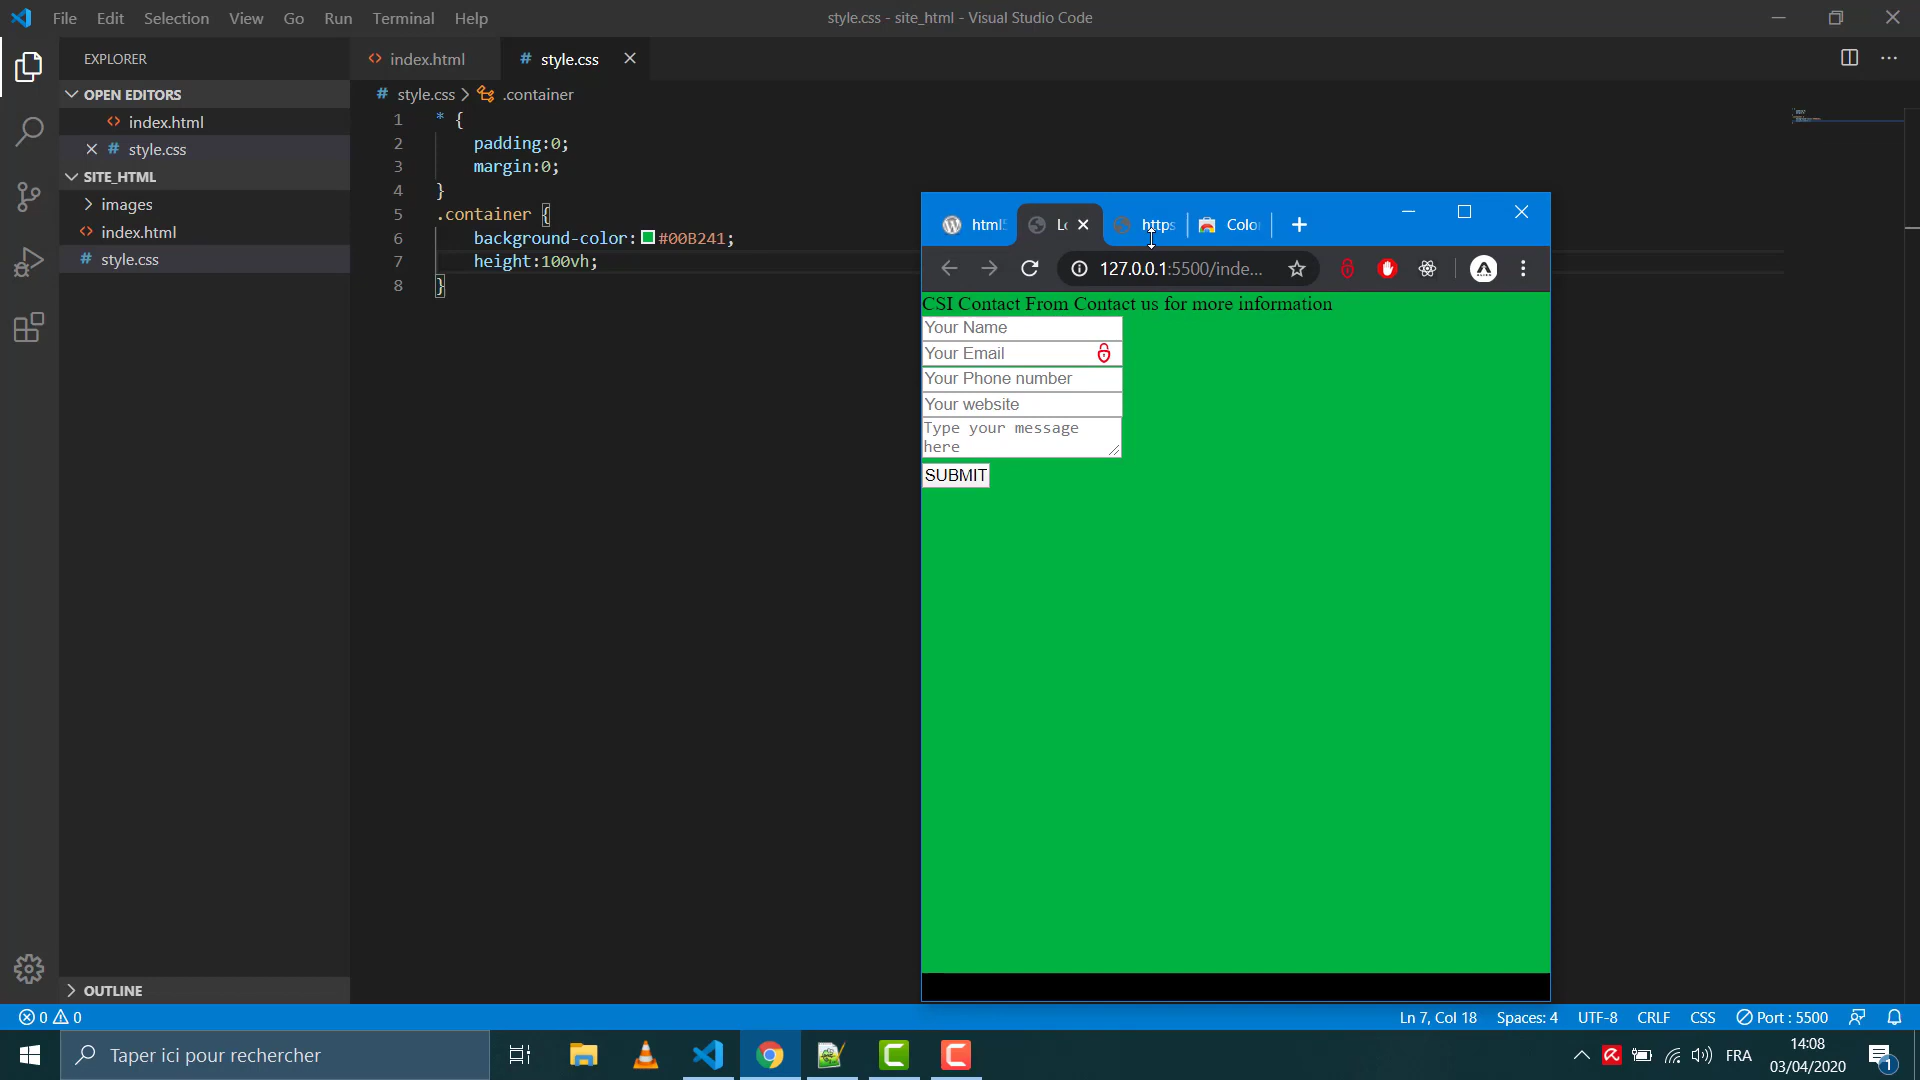 File Edit Selection View Go Run Terminal Help
style.css - site_html - Visual Studio Code
EXPLORER
index.html
# style.css
OPEN EDITORS
index.html
# style.css
SITE_HTML
images
index.html
# style.css
OUTLINE
# style.css > .container
1 * {
2 padding:0;
3 margin:0;
4 }
5 .container {
6 background-color: #00B241;
7 height:100vh;
8 }
html5
Lo
https
Color
127.0.0.1:5500/inde...
CSI Contact From Contact us for more information
Your Name
Your Email
Your Phone number
Your website
Type your message
here
SUBMIT
0 0
Ln 7, Col 18 Spaces: 4 UTF-8 CRLF CSS Port : 5500
Taper ici pour rechercher
FRA
14:08
03/04/2020
1